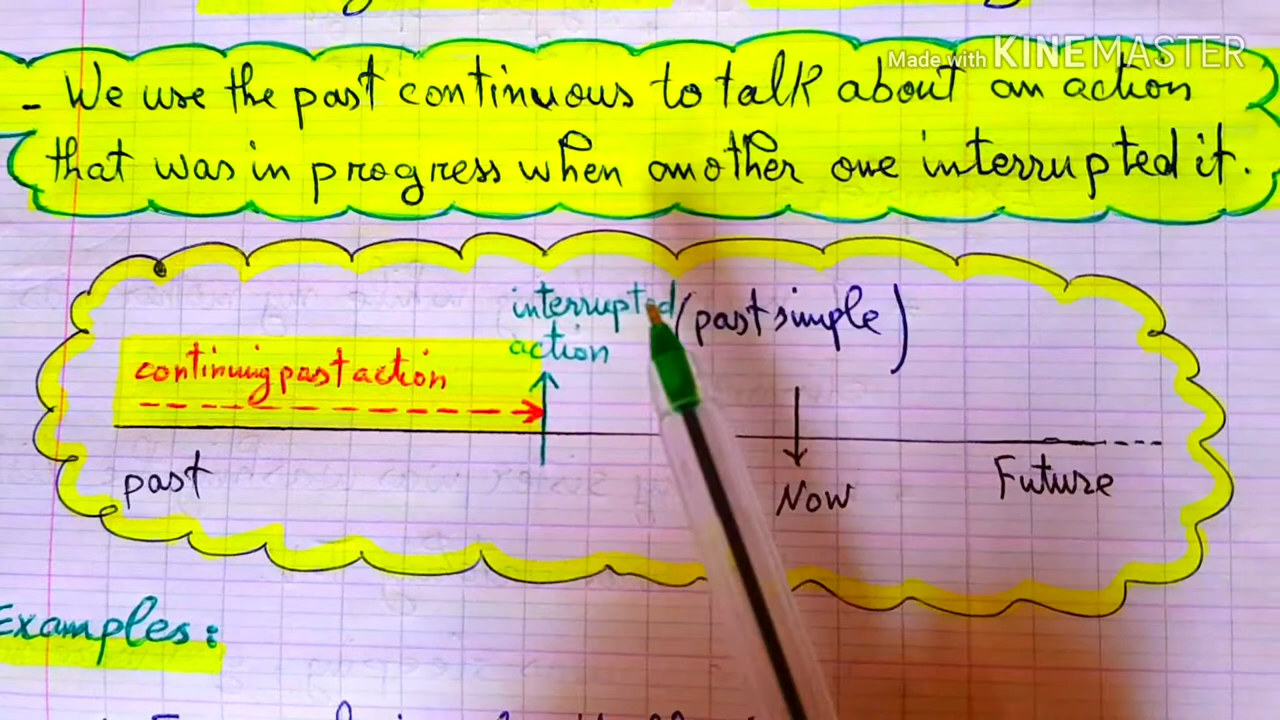 Made with KINEMASTER
- We use the past continuous to talk about an action
that was in progress when another one interrupted it.
interrupted (past simple)
action
continuing past action
past
Now
Future
Examples: